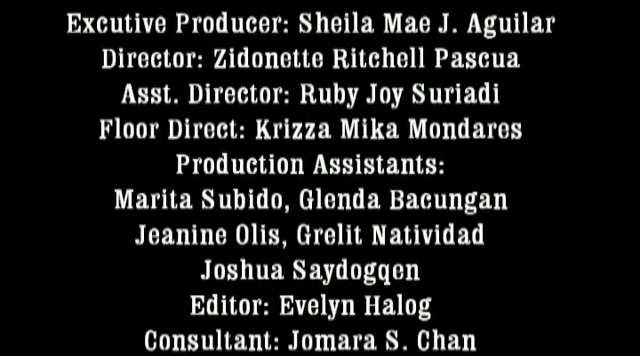 Excutive Producer: Sheila Mae J. Aguilar
Director: Zidonette Ritchell Pascua
Asst. Director: Ruby Joy Suriadi
Floor Direct: Krizza Mika Mondares
Production Assistants:
Marita Subido, Glenda Bacungan
Jeanine Olis, Grelit Natividad
Joshua Saydogqen
Editor: Evelyn Halog
Consultant: Jomara S. Chan